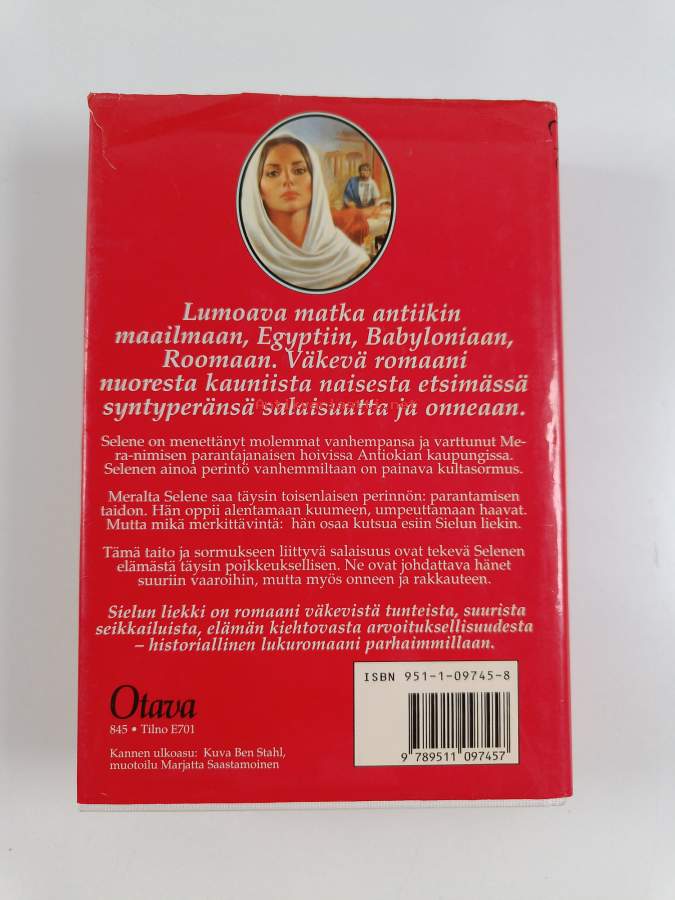 Lumoava matka antiikin
maailmaan, Egyptiin, Babyloniaan,
Roomaan. Väkevä romaani
nuoresta kauniista naisesta etsimässä
syntyperänsä salaisuutta ja onneaan.
Selene on menettänyt molemmat vanhempansa ja varttunut Me-
ra-nimisen parantajanaisen hoivissa Antiokian kaupungissa.
Selenen ainoa perintö vanhemmiltaan on painava kultasormus.
Meralta Selene saa täysin toisenlaisen perinnön: parantamisen
taidon. Hän oppii alentamaan kuumeen, umpeuttamaan haavat.
Mutta mikä merkittävintä: hän osaa kutsua esiin Sielun liekin.
Tämä taito ja sormukseen liittyvä salaisuus ovat tekevä Selenen
elämästä täysin poikkeuksellisen. Ne ovat johdattava hänet
suuriin vaaroihin, mutta myös onneen ja rakkauteen.
Sielun liekki on romaani väkevistä tunteista, suurista
seikkailuista, elämän kiehtovasta arvoituksellisuudesta
– historiallinen lukuromaani parhaimmillaan.
ISBN 951-1-09745-8
9 789511 097457
Otava
845 • Tilno E701
Kannen ulkoasu: Kuva Ben Stahl,
muotoilu Marjatta Saastamoinen